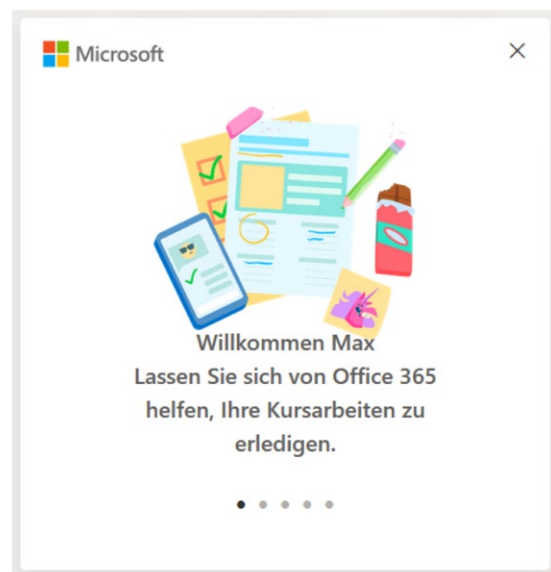 Microsoft
Willkommen Max
Lassen Sie sich von Office 365
helfen, Ihre Kursarbeiten zu
erledigen.